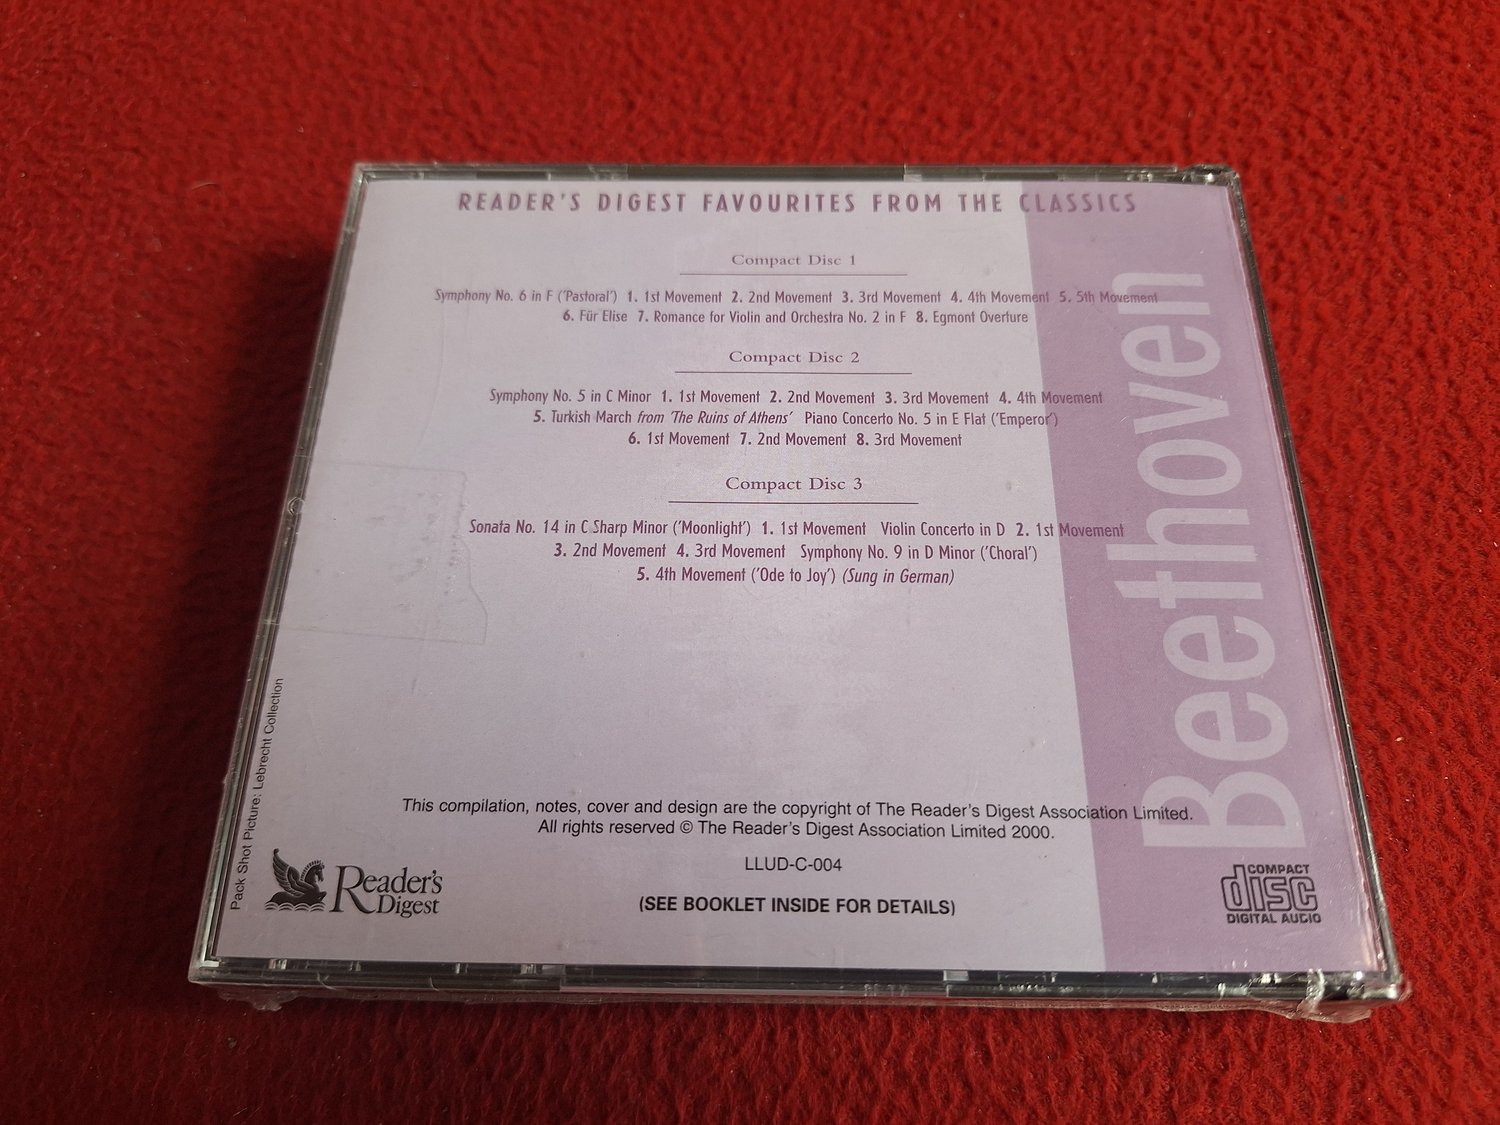 READER'S DIGEST FAVOURITES FROM THE CLASSICS
Compact Disc 1
Symphony No. 6 in F ('Pastoral') 1. 1st Movement 2. 2nd Movement 3. 3rd Movement 4. 4th Movement 5. 5th Movement
6. Für Elise 7. Romance for Violin and Orchestra No. 2 in F 8. Egmont Overture
Compact Disc 2
Symphony No. 5 in C Minor 1. 1st Movement 2. 2nd Movement 3. 3rd Movement 4. 4th Movement
5. Turkish March from 'The Ruins of Athens' Piano Concerto No. 5 in E Flat ('Emperor')
6. 1st Movement 7. 2nd Movement 8. 3rd Movement
Compact Disc 3
Sonata No. 14 in C Sharp Minor ('Moonlight') 1. 1st Movement Violin Concerto in D 2. 1st Movement
3. 2nd Movement 4. 3rd Movement Symphony No. 9 in D Minor ('Choral')
5. 4th Movement ('Ode to Joy') (Sung in German)
Beethoven
Pack Shot Picture: Lebrecht Collection
This compilation, notes, cover and design are the copyright of The Reader's Digest Association Limited.
All rights reserved © The Reader's Digest Association Limited 2000.
LLUD-C-004
(SEE BOOKLET INSIDE FOR DETAILS)
Reader's
Digest
COMPACT
disc
DIGITAL AUDIO